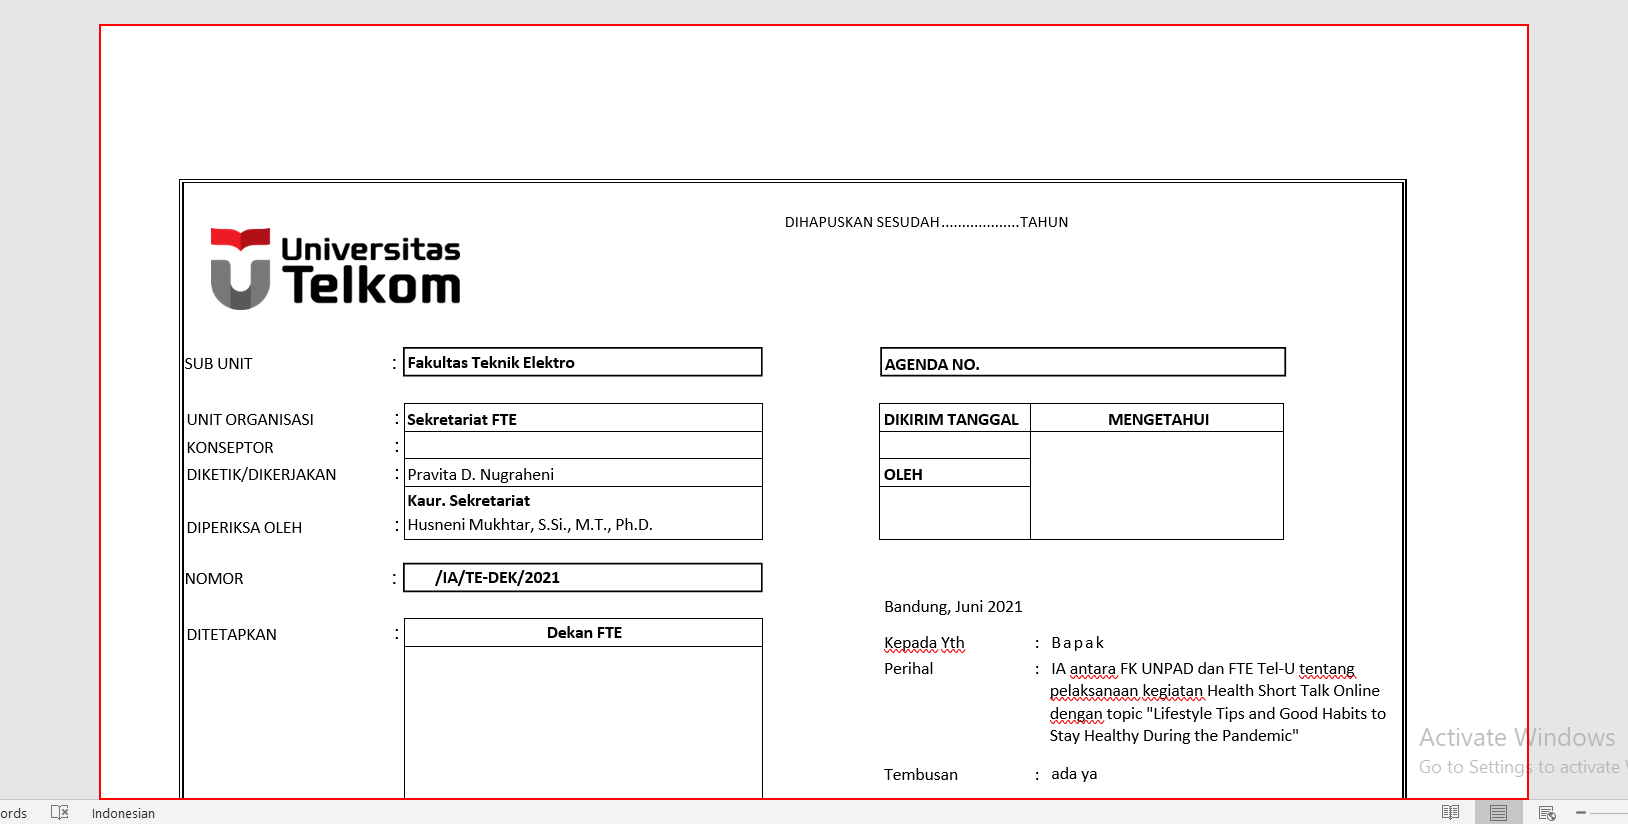 DIHAPUSKAN SESUDAH...................TAHUN
Universitas
Telkom
SUB UNIT : Fakultas Teknik Elektro
AGENDA NO.
UNIT ORGANISASI : Sekretariat FTE
KONSEPTOR :
DIKETIK/DIKERJAKAN : Pravita D. Nugraheni
Kaur. Sekretariat
DIPERIKSA OLEH : Husneni Mukhtar, S.Si., M.T., Ph.D.
DIKIRIM TANGGAL MENGETAHUI
OLEH
NOMOR : /IA/TE-DEK/2021
DITETAPKAN : Dekan FTE
Bandung, Juni 2021
Kepada Yth : Bapak
Perihal : IA antara FK UNPAD dan FTE Tel-U tentang
pelaksanaan kegiatan Health Short Talk Online
dengan topic "Lifestyle Tips and Good Habits to
Stay Healthy During the Pandemic"
Tembusan : ada ya
Activate Windows
Go to Settings to activate
ords Indonesian